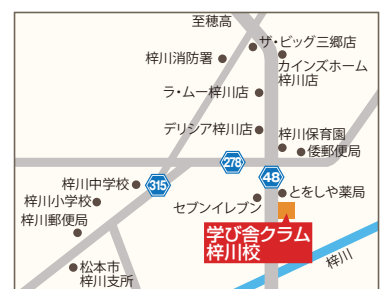 至穂高
ザ・ビッグ三郷店
梓川消防署
カインズホーム
梓川店
ラ・ムー梓川店
デリシア梓川店
梓川保育園
倭郵便局
278
48
315
梓川中学校
梓川小学校
梓川郵便局
とをしや薬局
セブンイレブン
学び舎クラム
梓川校
梓川
松本市
梓川支所